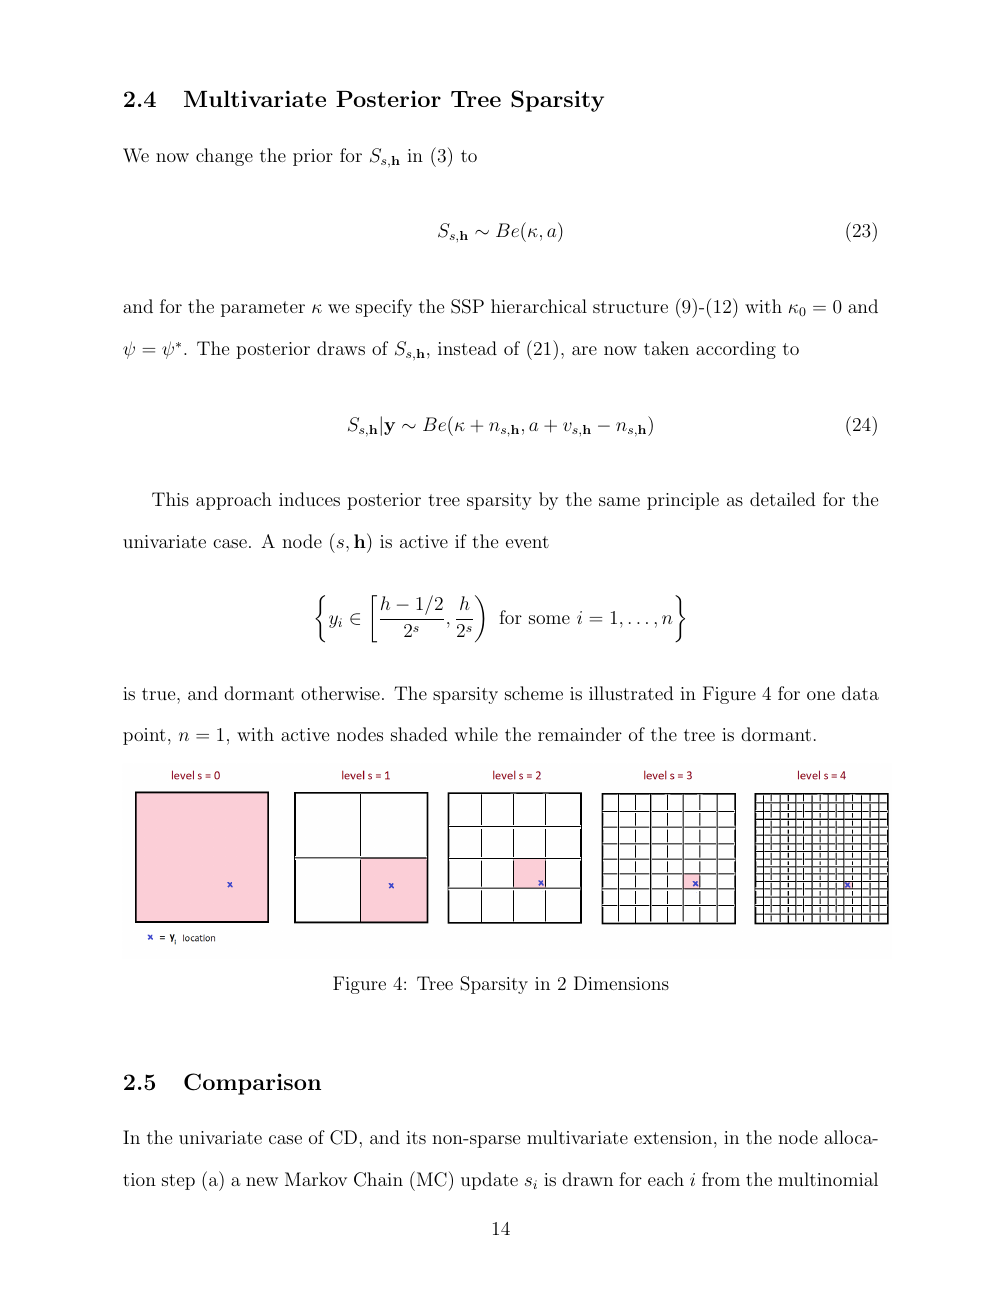 2.4 Multivariate Posterior Tree Sparsity
We now change the prior for S_{s,h} in (3) to
S_{s,h} ∼ Be(κ, a) (23)
and for the parameter κ we specify the SSP hierarchical structure (9)-(12) with κ_0 = 0 and
ψ = ψ*. The posterior draws of S_{s,h}, instead of (21), are now taken according to
S_{s,h}|y ∼ Be(κ + n_{s,h}, a + v_{s,h} − n_{s,h}) (24)
This approach induces posterior tree sparsity by the same principle as detailed for the
univariate case. A node (s, h) is active if the event
{ y_i ∈ [ (h − 1/2)/2^s , h/2^s ) for some i = 1, . . . , n }
is true, and dormant otherwise. The sparsity scheme is illustrated in Figure 4 for one data
point, n = 1, with active nodes shaded while the remainder of the tree is dormant.
level s = 0 level s = 1 level s = 2 level s = 3 level s = 4
x = y_i location
Figure 4: Tree Sparsity in 2 Dimensions
2.5 Comparison
In the univariate case of CD, and its non-sparse multivariate extension, in the node alloca-
tion step (a) a new Markov Chain (MC) update s_i is drawn for each i from the multinomial
14